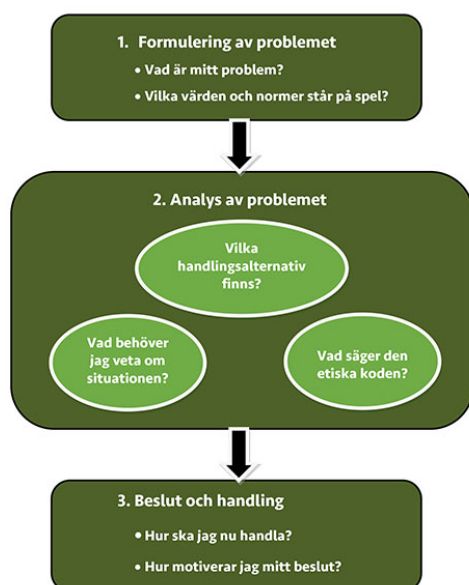 1. Formulering av problemet
• Vad är mitt problem?
• Vilka värden och normer står på spel?
2. Analys av problemet
Vilka
handlingsalternativ
finns?
Vad behöver
jag veta om
situationen?
Vad säger den
etiska koden?
3. Beslut och handling
• Hur ska jag nu handla?
• Hur motiverar jag mitt beslut?